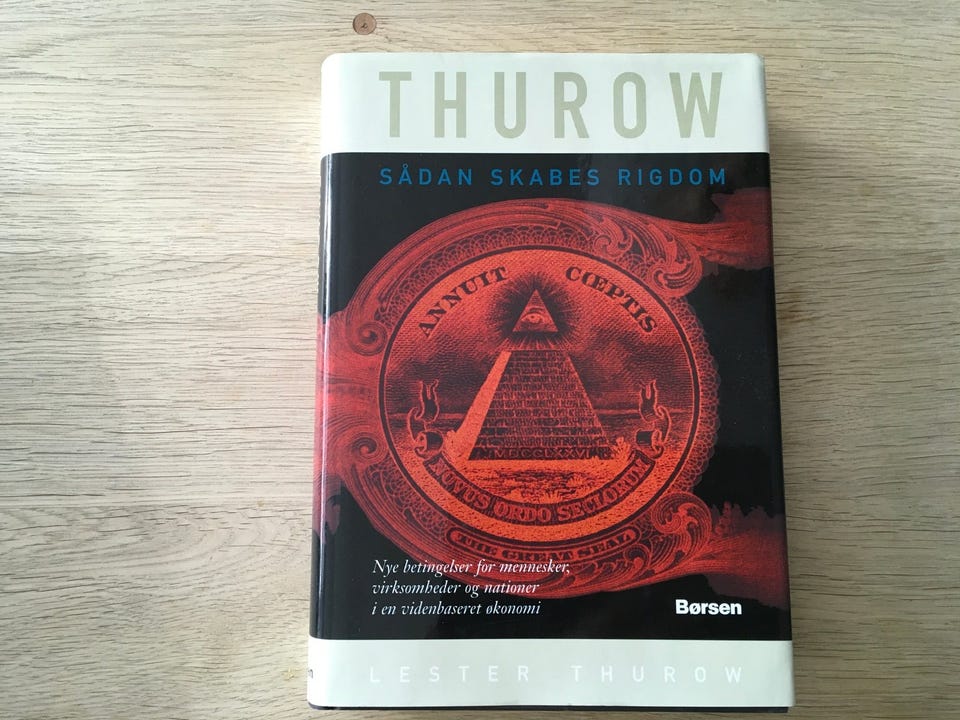 THUROW
SÅDAN SKABES RIGDOM
ANNUIT CŒPTIS
MDCCLXXVI
NOVUS ORDO SECLORUM
THE GREAT SEAL
Nye betingelser for mennesker,
virksomheder og nationer
i en videnbaseret økonomi
Børsen
LESTER THUROW